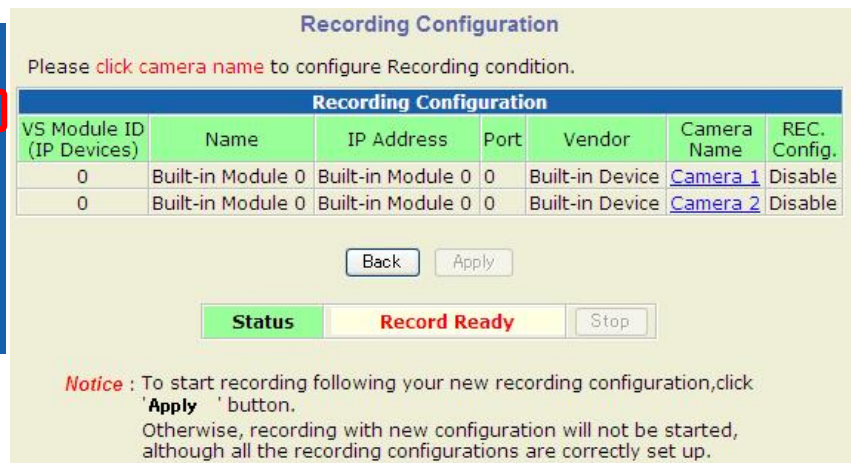 Recording Configuration
Please click camera name to configure Recording condition.
Recording Configuration
VS Module ID (IP Devices) Name IP Address Port Vendor Camera Name REC. Config.
0 Built-in Module 0 Built-in Module 0 0 Built-in Device Camera 1 Disable
0 Built-in Module 0 Built-in Module 0 0 Built-in Device Camera 2 Disable
Back Apply
Status Record Ready Stop
Notice : To start recording following your new recording configuration,click
'Apply ' button.
Otherwise, recording with new configuration will not be started,
although all the recording configurations are correctly set up.